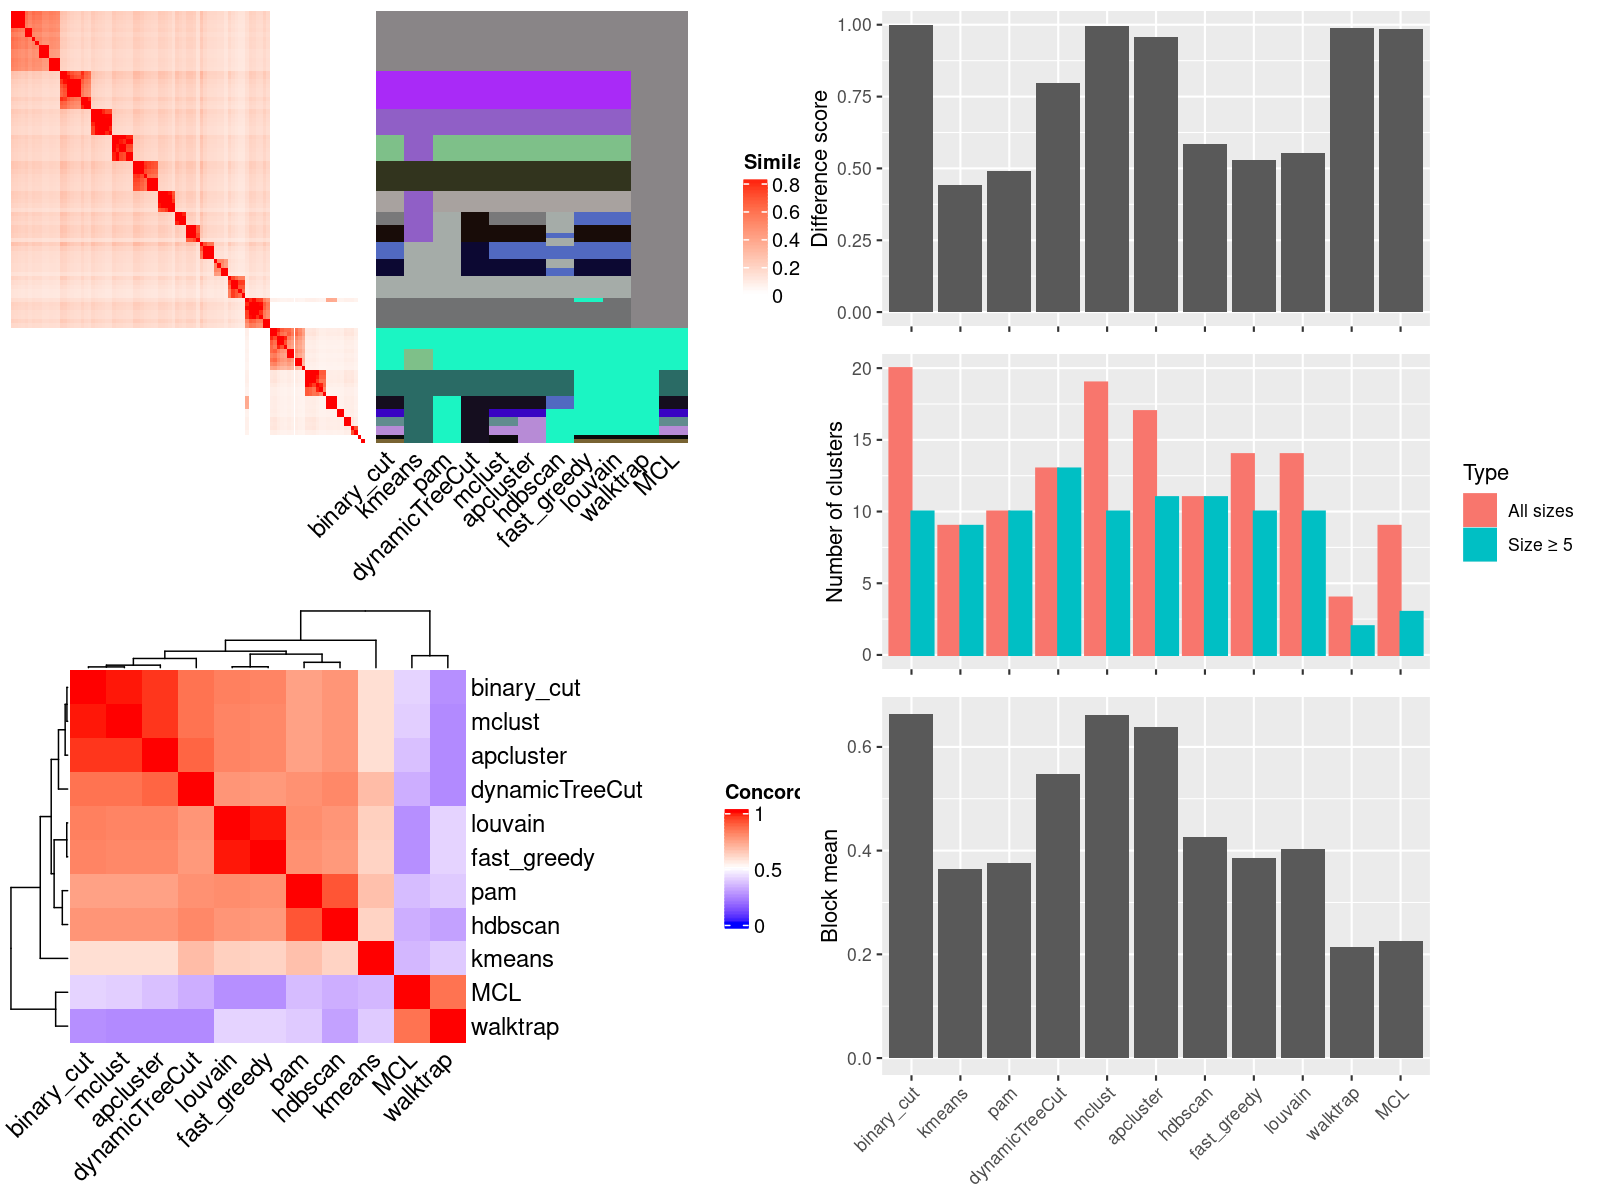 Simila
0.8
0.6
0.4
0.2
0
binary_cut
kmeans
pam
dynamicTreeCut
mclust
apcluster
hdbscan
fast_greedy
louvain
walktrap
MCL
binary_cut
mclust
apcluster
dynamicTreeCut
louvain
fast_greedy
pam
hdbscan
kmeans
MCL
walktrap
Concord
1
0.5
0
binary_cut
mclust
apcluster
dynamicTreeCut
louvain
fast_greedy
pam
hdbscan
kmeans
MCL
walktrap
Difference score
1.00
0.75
0.50
0.25
0.00
Number of clusters
20
15
10
5
0
Type
All sizes
Size ≥ 5
Block mean
0.6
0.4
0.2
0.0
binary_cut
kmeans
pam
dynamicTreeCut
mclust
apcluster
hdbscan
fast_greedy
louvain
walktrap
MCL